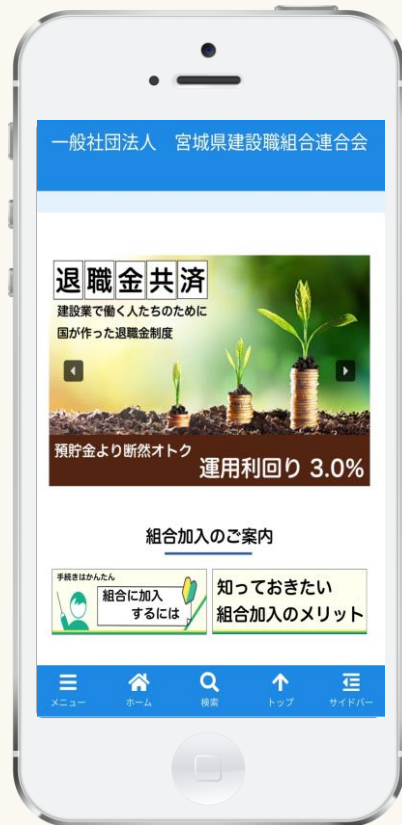 一般社団法人　宮城県建設職組合連合会
退職金共済
建設業で働く人たちのために
国が作った退職金制度
預貯金より断然オトク
運用利回り 3.0%
組合加入のご案内
手続きはかんたん
組合に加入
するには
知っておきたい
組合加入のメリット
メニュー
ホーム
検索
トップ
サイドバー